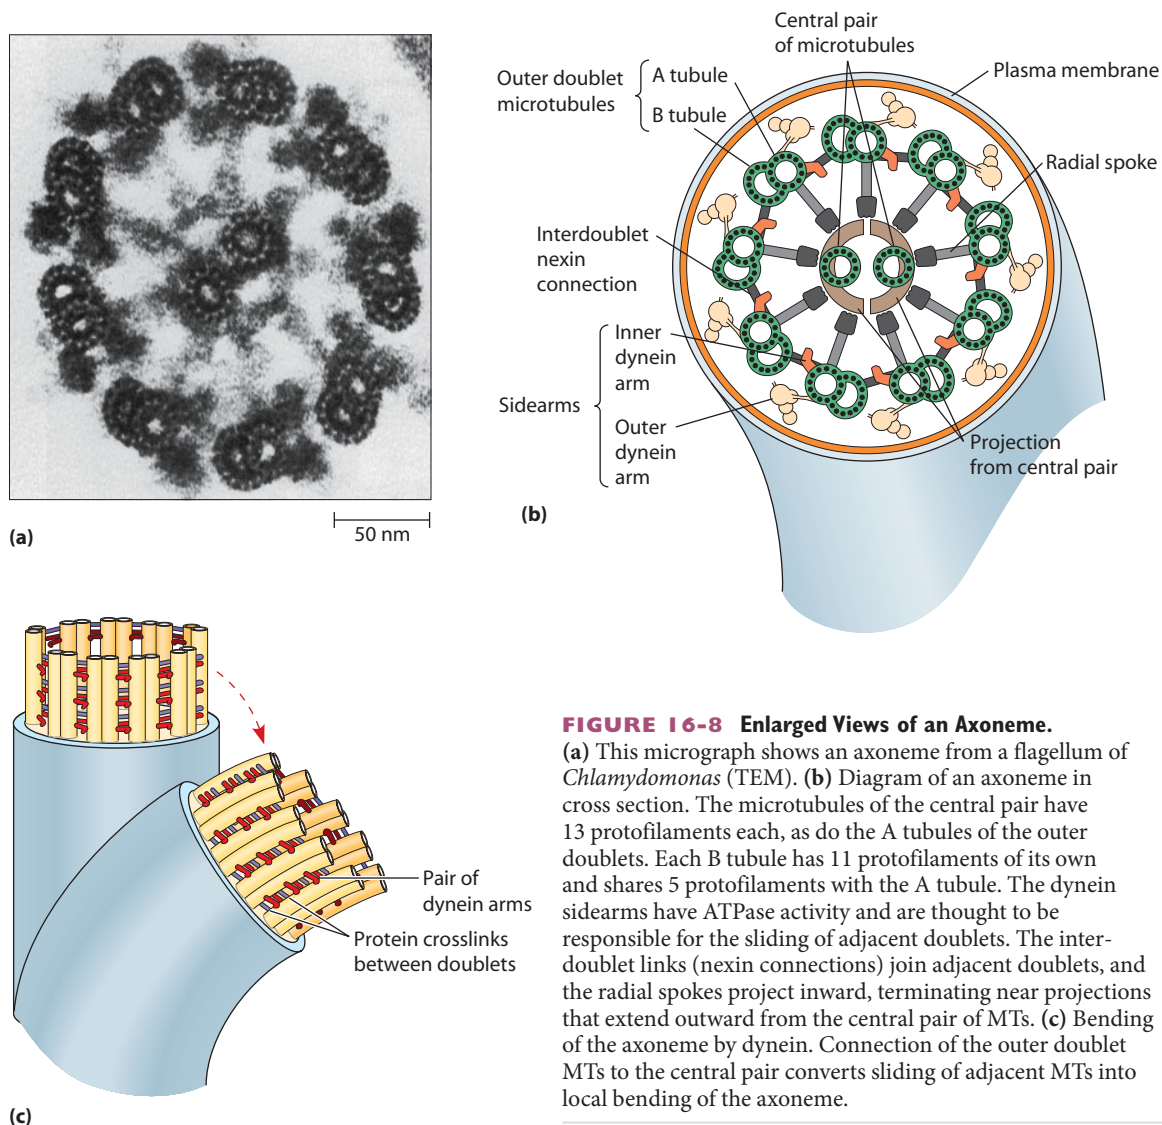 (a)
50 nm
Central pair
of microtubules
Outer doublet
microtubules
A tubule
B tubule
Plasma membrane
Radial spoke
Interdoublet
nexin
connection
Sidearms
Inner
dynein
arm
Outer
dynein
arm
Projection
from central pair
(b)
Pair of
dynein arms
Protein crosslinks
between doublets
(c)
FIGURE 16-8 Enlarged Views of an Axoneme.
(a) This micrograph shows an axoneme from a flagellum of
Chlamydomonas (TEM). (b) Diagram of an axoneme in
cross section. The microtubules of the central pair have
13 protofilaments each, as do the A tubules of the outer
doublets. Each B tubule has 11 protofilaments of its own
and shares 5 protofilaments with the A tubule. The dynein
sidearms have ATPase activity and are thought to be
responsible for the sliding of adjacent doublets. The inter-
doublet links (nexin connections) join adjacent doublets, and
the radial spokes project inward, terminating near projections
that extend outward from the central pair of MTs. (c) Bending
of the axoneme by dynein. Connection of the outer doublet
MTs to the central pair converts sliding of adjacent MTs into
local bending of the axoneme.